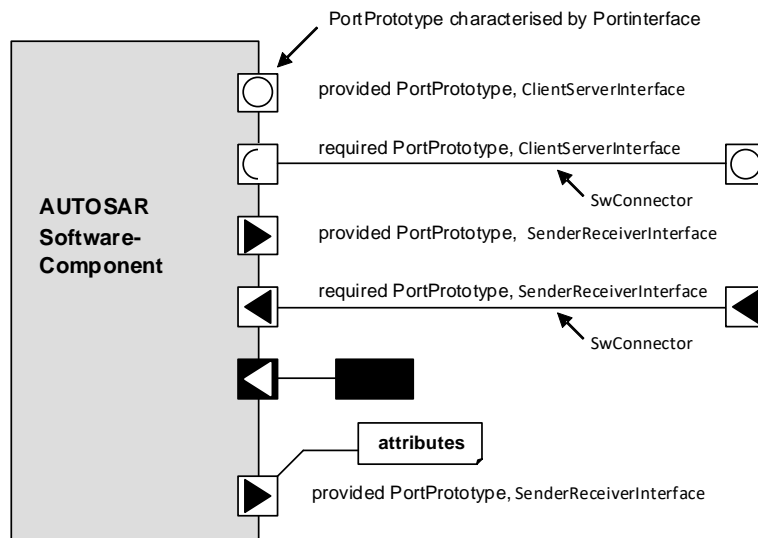 PortPrototype characterised by Portinterface
provided PortPrototype, ClientServerInterface
required PortPrototype, ClientServerInterface
SwConnector
AUTOSAR
Software-
Component
provided PortPrototype, SenderReceiverInterface
required PortPrototype, SenderReceiverInterface
SwConnector
attributes
provided PortPrototype, SenderReceiverInterface